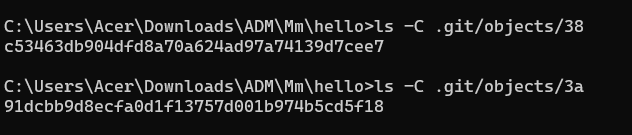 C:\Users\Acer\Downloads\ADM\Mm\hello>ls -C .git/objects/38
c53463db904dfd8a70a624ad97a74139d7cee7
C:\Users\Acer\Downloads\ADM\Mm\hello>ls -C .git/objects/3a
91dcbb9d8ecfa0d1f13757d001b974b5cd5f18